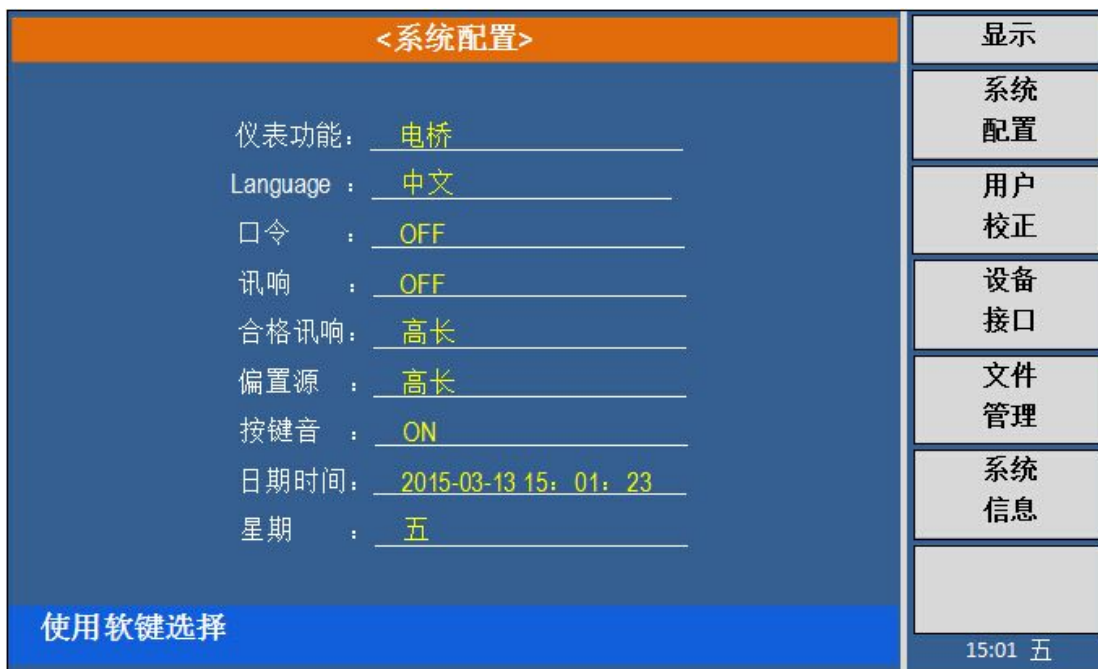 <系统配置>
仪表功能： 电桥
Language ： 中文
口令 ： OFF
讯响 ： OFF
合格讯响： 高长
偏置源 ： 高长
按键音 ： ON
日期时间： 2015-03-13 15：01：23
星期 ： 五
使用软键选择
显示
系统
配置
用户
校正
设备
接口
文件
管理
系统
信息
15:01 五